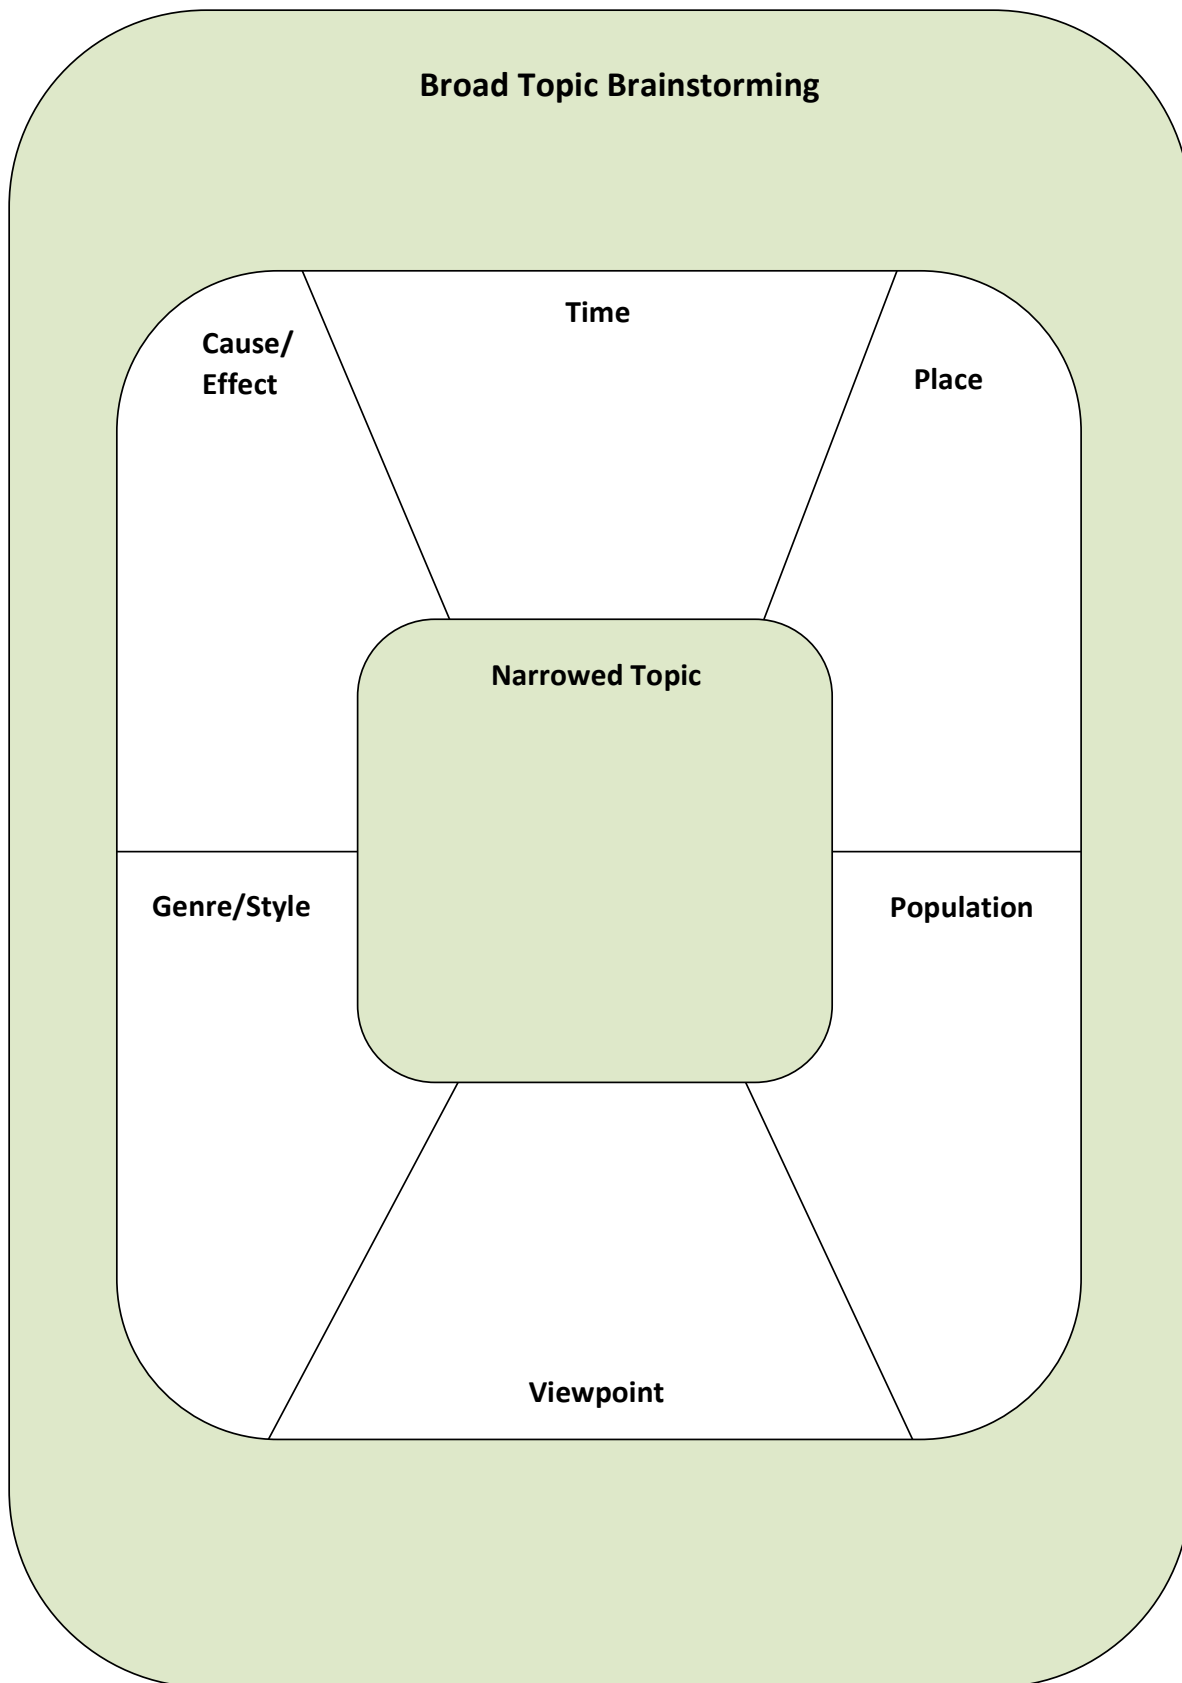 Broad Topic Brainstorming
Time
Cause/
Effect
Place
Narrowed Topic
Genre/Style
Population
Viewpoint